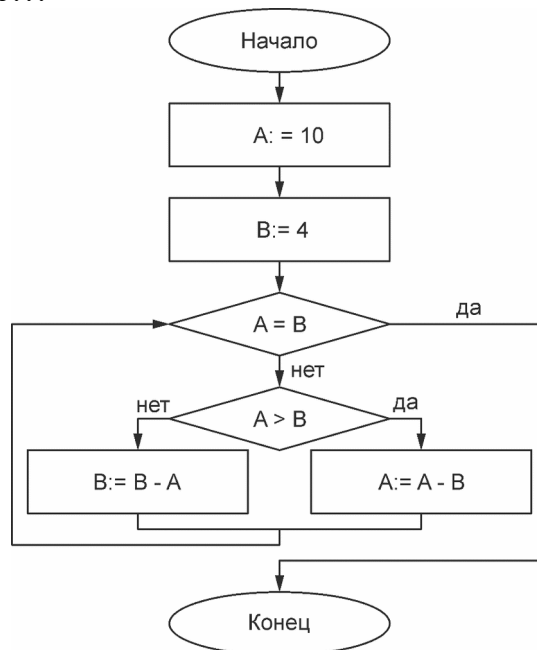 Начало
A: = 10
B:= 4
A = B
да
нет
нет
A > B
да
B:= B - A
A:= A - B
Конец